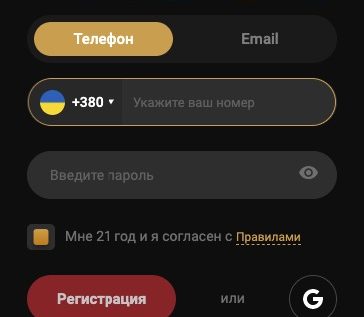 Телефон Email
+380 Укажите ваш номер
Введите пароль
Мне 21 год и я согласен с Правилами
Регистрация или G